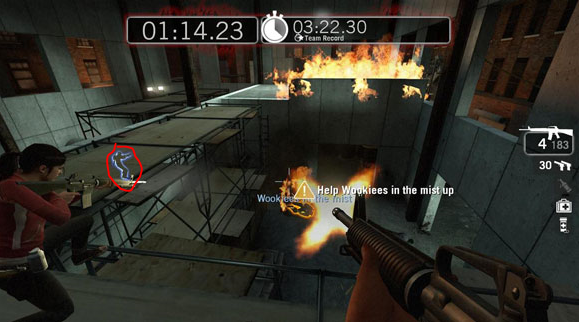 01:14.23
03:22.30
Team Record
4 183
30
Help Wookiees in the mist up
Wookiees in the mist